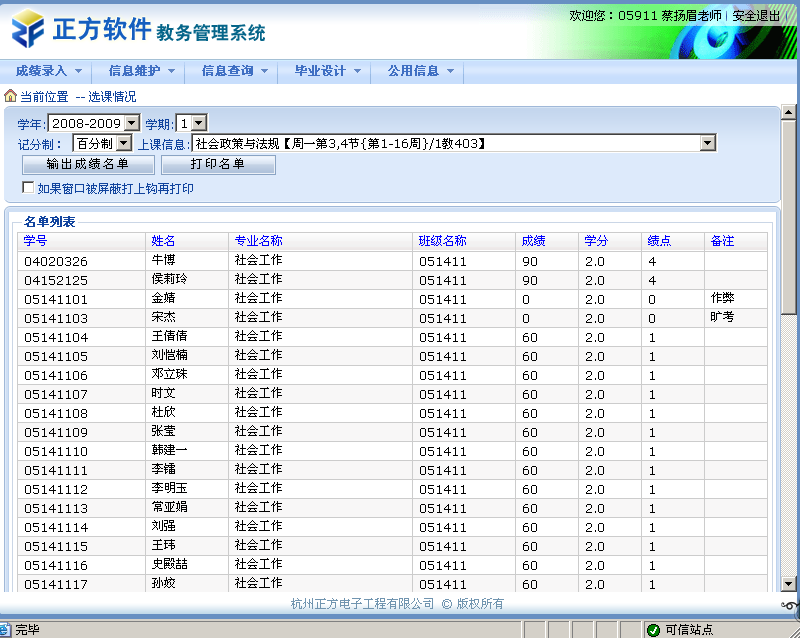 正方软件 教务管理系统
欢迎您：05911 蔡扬眉老师 | 安全退出 |
成绩录入 信息维护 信息查询 毕业设计 公用信息
当前位置 -- 选课情况
学年: 2008-2009 学期: 1
记分制： 百分制 上课信息: 社会政策与法规【周一第3,4节{第1-16周}/1教403】
输出成绩名单 打印名单
如果窗口被屏蔽打上钩再打印
名单列表
学号 姓名 专业名称 班级名称 成绩 学分 绩点 备注
04020326 牛博 社会工作 051411 90 2.0 4
04152125 侯莉玲 社会工作 051411 90 2.0 4
05141101 金婧 社会工作 051411 0 2.0 0 作弊
05141103 宋杰 社会工作 051411 0 2.0 0 旷考
05141104 王倩倩 社会工作 051411 60 2.0 1
05141105 刘恺楠 社会工作 051411 60 2.0 1
05141106 邓立珠 社会工作 051411 60 2.0 1
05141107 时文 社会工作 051411 60 2.0 1
05141108 杜欣 社会工作 051411 60 2.0 1
05141109 张莹 社会工作 051411 60 2.0 1
05141110 韩建一 社会工作 051411 60 2.0 1
05141111 李镭 社会工作 051411 60 2.0 1
05141112 李明玉 社会工作 051411 60 2.0 1
05141113 常亚娟 社会工作 051411 60 2.0 1
05141114 刘强 社会工作 051411 60 2.0 1
05141115 王玮 社会工作 051411 60 2.0 1
05141116 史殿喆 社会工作 051411 60 2.0 1
05141117 孙姣 社会工作 051411 60 2.0 1
杭州正方电子工程有限公司 © 版权所有
完毕 可信站点